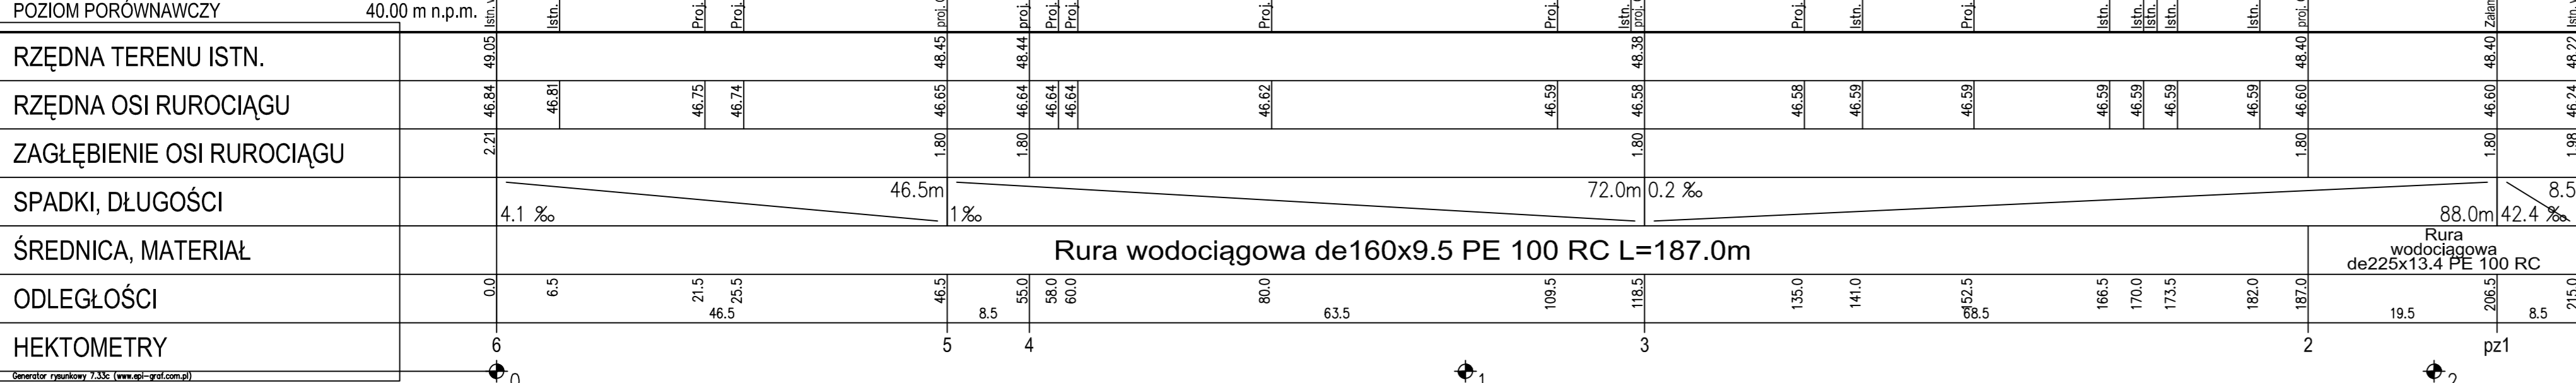 POZIOM PORÓWNAWCZY 40.00 m n.p.m.
Istn. Proj. Proj. proj. proj. Proj. Proj. Proj. Proj. Istn. proj. Proj. Istn. Proj. Istn. Istn. Istn. Istn. Istn. proj.
RZĘDNA TERENU ISTN. 49.05 48.45 48.44 48.38 48.40 48.40 48.22
RZĘDNA OSI RUROCIĄGU 46.84 46.81 46.75 46.74 46.65 46.64 46.64 46.64 46.62 46.59 46.58 46.58 46.59 46.59 46.59 46.59 46.59 46.59 46.60 46.60 46.24
ZAGŁĘBIENIE OSI RUROCIĄGU 2.21 1.80 1.80 1.80 1.80 1.80 1.98
SPADKI, DŁUGOŚCI 46.5m 72.0m 0.2 ‰ 8.5
4.1 ‰ 1‰ 88.0m 42.4 ‰
ŚREDNICA, MATERIAŁ Rura wodociągowa de160x9.5 PE 100 RC L=187.0m
Rura
wodociągowa
de225x13.4 PE 100 RC
ODLEGŁOŚCI 0.0 6.5 21.5 25.5 46.5 55.0 58.0 60.0 80.0 109.5 118.5 135.0 141.0 152.5 166.5 170.0 173.5 182.0 187.0 206.5 215.0
46.5 8.5 63.5 68.5 19.5 8.5
HEKTOMETRY 6 5 4 3 2 pz1
Generator rysunkowy 7.33c (www.epi-graf.com.pl)
0 1 2